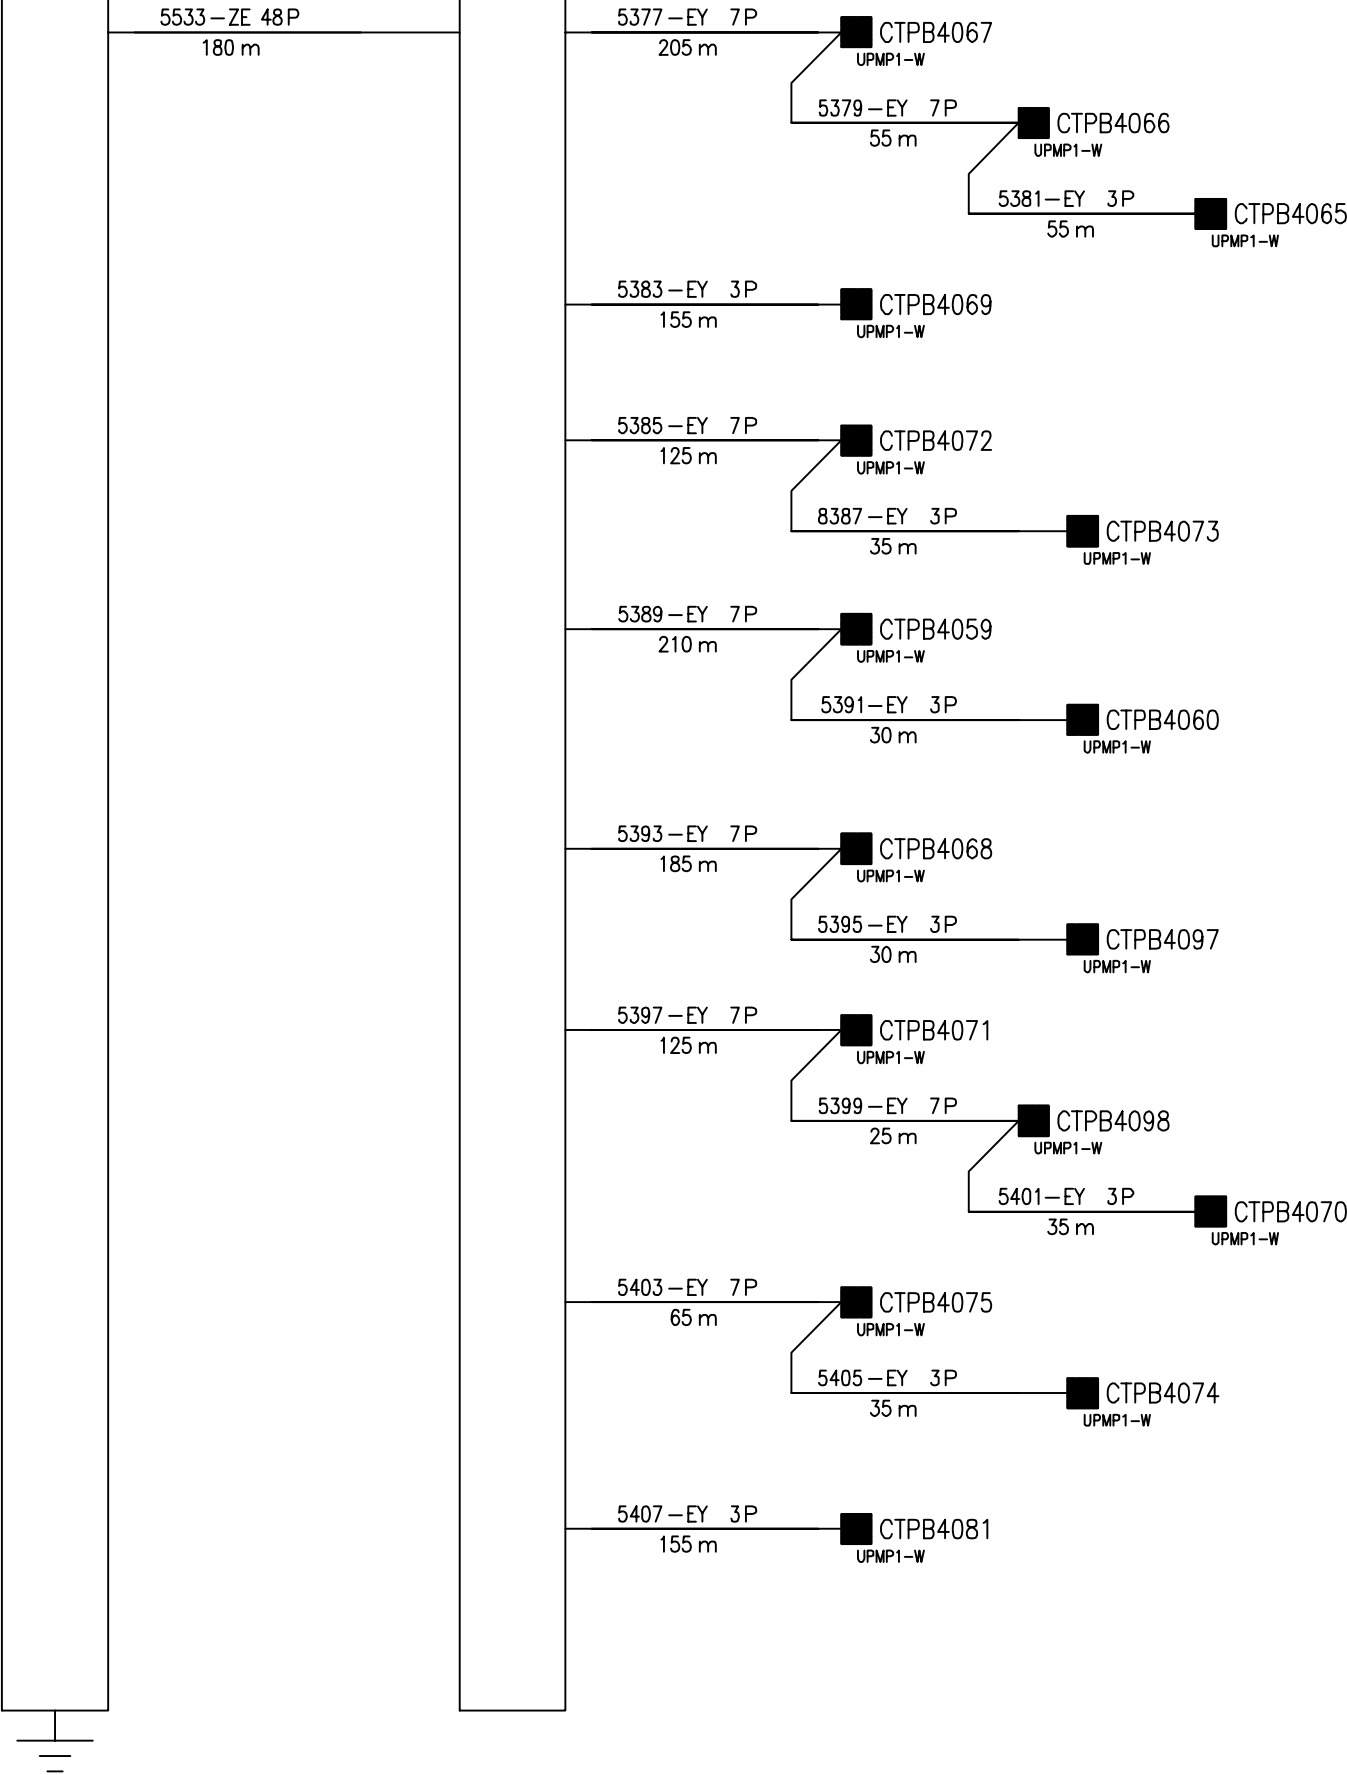 5533-ZE 48P
180 m
5377-EY 7P
205 m
CTPB4067
UPMP1-W
5379-EY 7P
55 m
CTPB4066
UPMP1-W
5381-EY 3P
55 m
CTPB4065
UPMP1-W
5383-EY 3P
155 m
CTPB4069
UPMP1-W
5385-EY 7P
125 m
CTPB4072
UPMP1-W
8387-EY 3P
35 m
CTPB4073
UPMP1-W
5389-EY 7P
210 m
CTPB4059
UPMP1-W
5391-EY 3P
30 m
CTPB4060
UPMP1-W
5393-EY 7P
185 m
CTPB4068
UPMP1-W
5395-EY 3P
30 m
CTPB4097
UPMP1-W
5397-EY 7P
125 m
CTPB4071
UPMP1-W
5399-EY 7P
25 m
CTPB4098
UPMP1-W
5401-EY 3P
35 m
CTPB4070
UPMP1-W
5403-EY 7P
65 m
CTPB4075
UPMP1-W
5405-EY 3P
35 m
CTPB4074
UPMP1-W
5407-EY 3P
155 m
CTPB4081
UPMP1-W